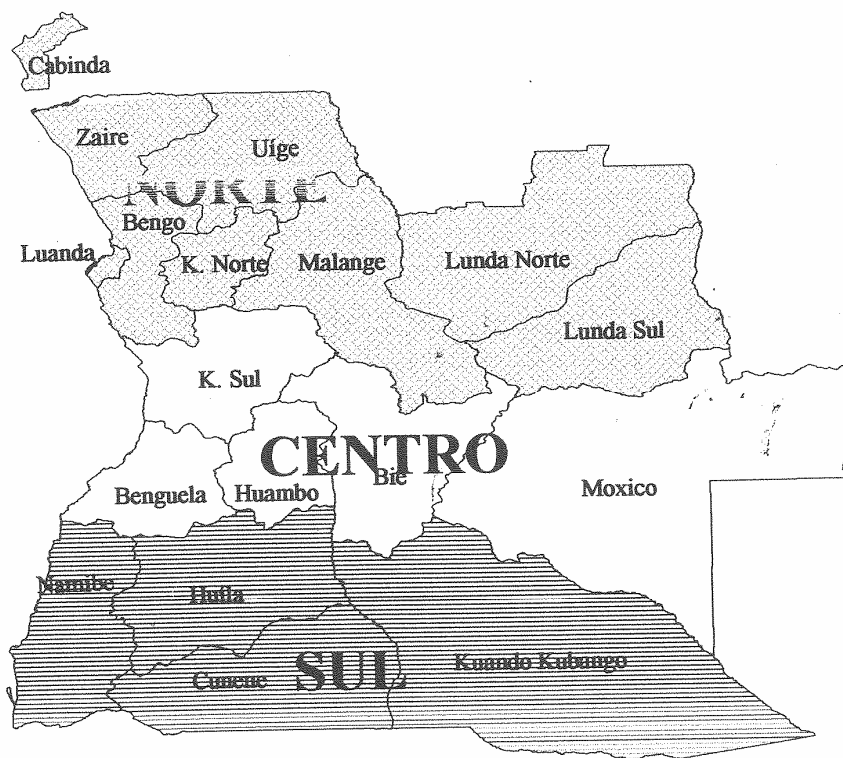 Cabinda
Zaire
Uíge
NORTE
Bengo
Luanda
K. Norte
Malange
Lunda Norte
Lunda Sul
K. Sul
CENTRO
Bie
Benguela
Huambo
Moxico
Namibe
Huíla
SUL
Kuando Kubango
Cunene